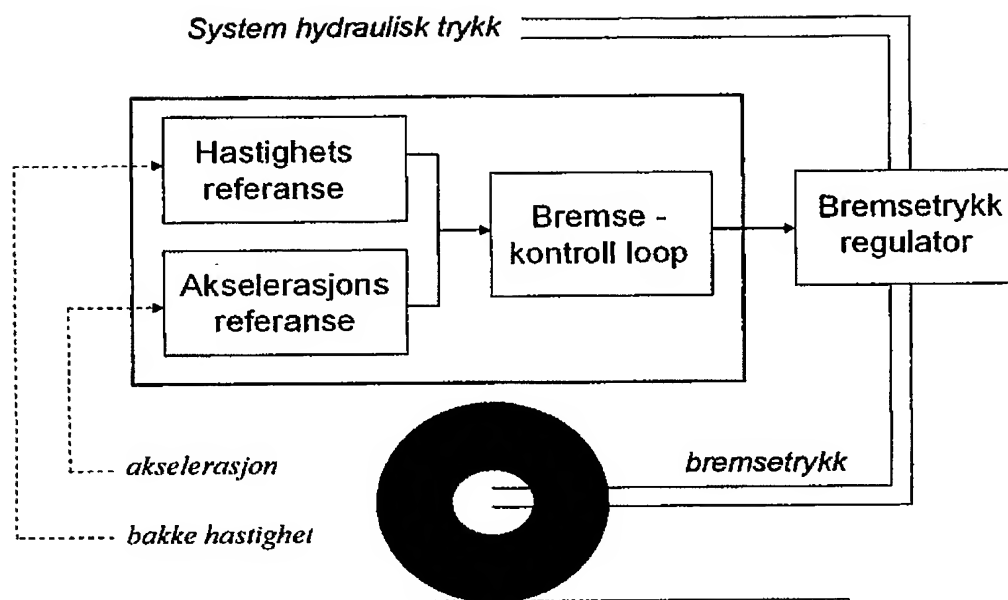 System hydraulisk trykk
Hastighets
referanse
Akselerasjons
referanse
Bremse -
kontroll loop
Bremsetrykk
regulator
akselerasjon
bremsetrykk
bakke hastighet